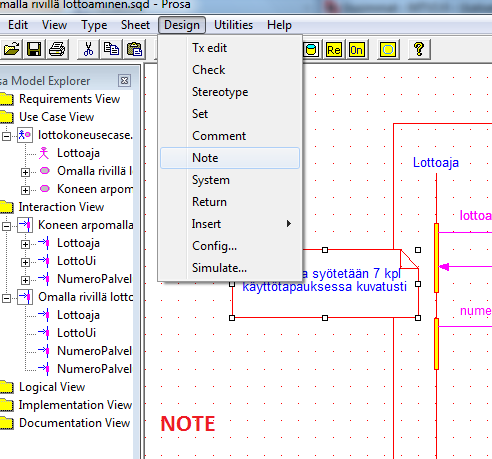 omalla rivillä lottoaminen.sqd - Prosa
Edit View Type Sheet Design Utilities Help
Re On
sa Model Explorer
Requirements View
Use Case View
lottokoneusecase.
Lottoaja
Omalla rivillä l
Koneen arpom
Interaction View
Koneen arpomalla
Lottoaja
LottoUi
NumeroPalvel
Omalla rivillä lotto
Lottoaja
LottoUi
NumeroPalvel
NumeroPalvel
Logical View
Implementation View
Documentation View
Tx edit
Check
Stereotype
Set
Comment
Note
System
Return
Insert
Config...
Simulate...
Lottoaja
lottoa
nume
a syötetään 7 kpl
käyttötapauksessa kuvatusti
NOTE